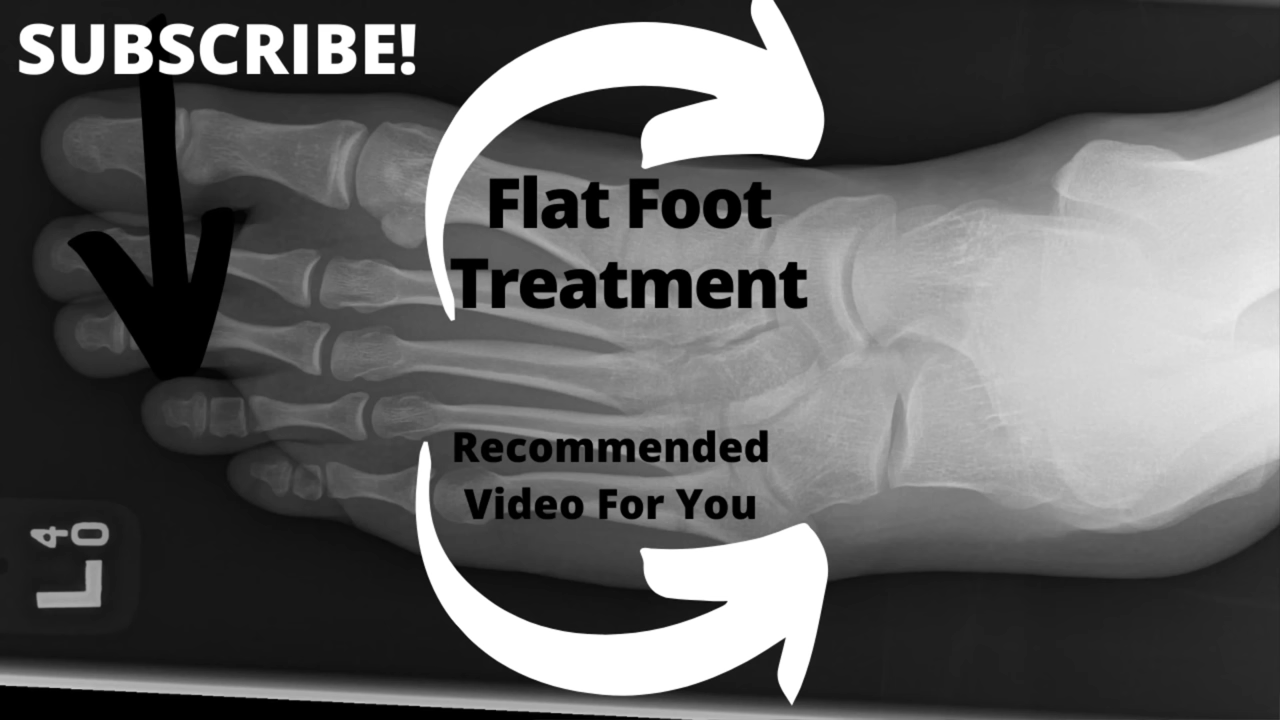 SUBSCRIBE!
Flat Foot
Treatment
Recommended
Video For You
L 40